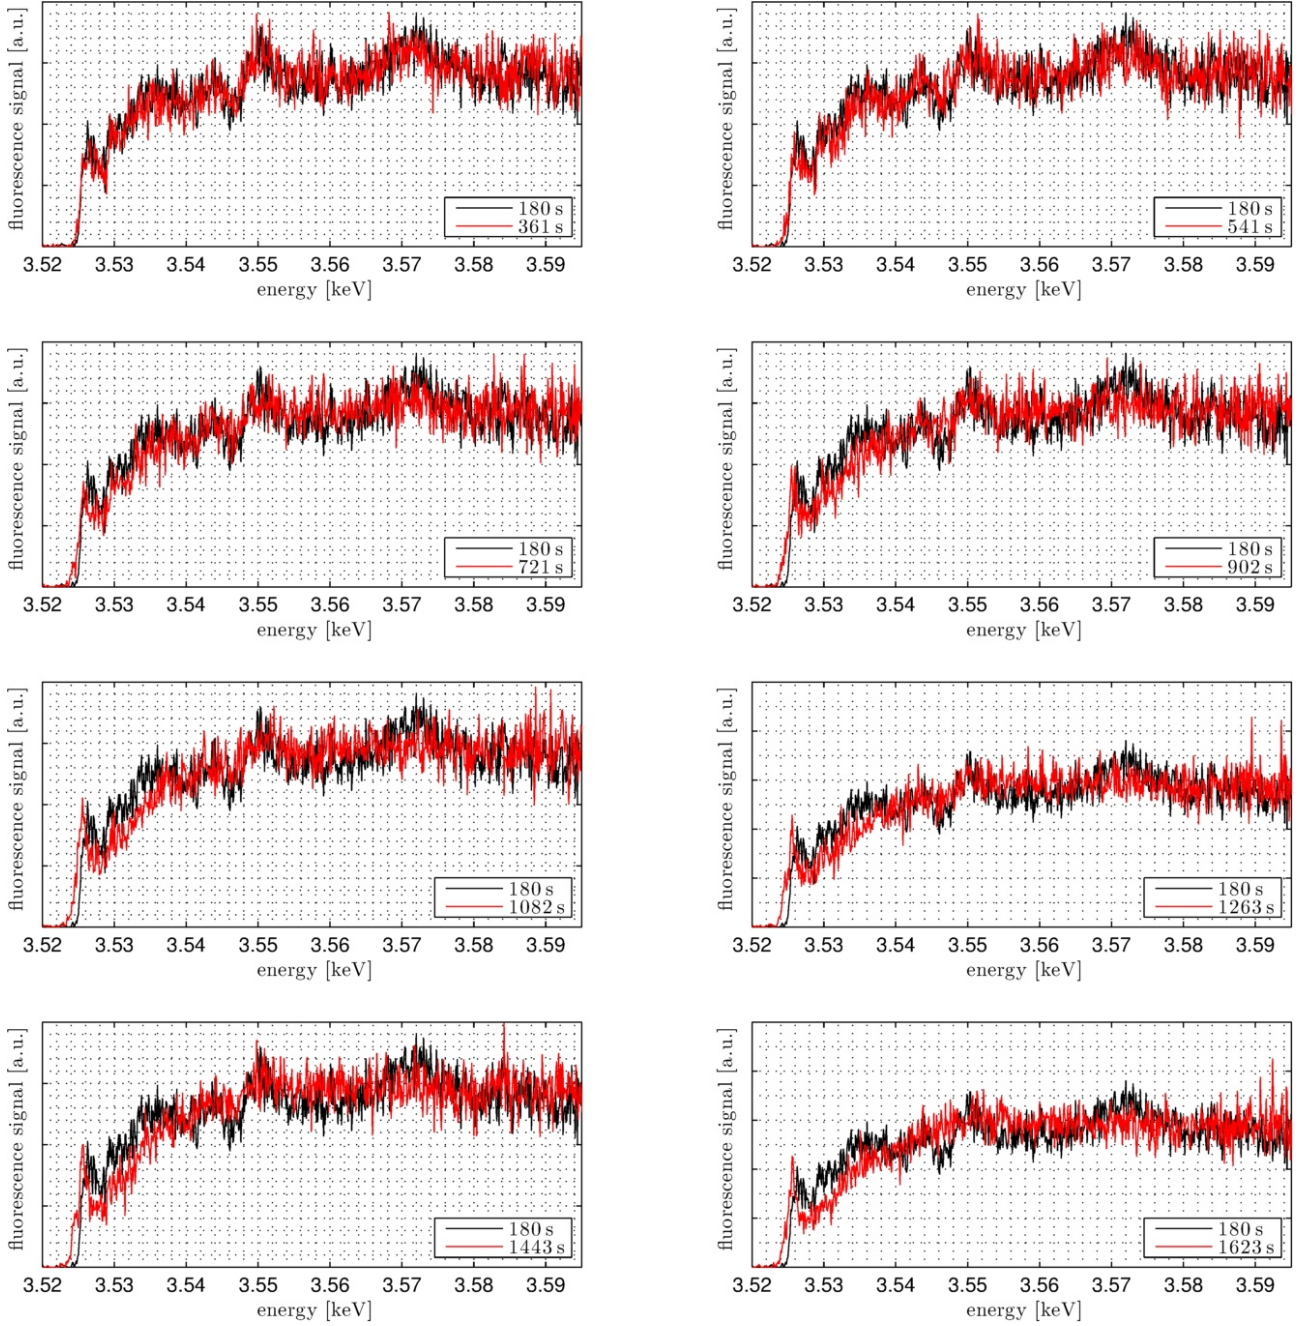 fluorescence signal [a.u.]
180 s
361 s
3.52 3.53 3.54 3.55 3.56 3.57 3.58 3.59
energy [keV]
fluorescence signal [a.u.]
180 s
541 s
3.52 3.53 3.54 3.55 3.56 3.57 3.58 3.59
energy [keV]
fluorescence signal [a.u.]
180 s
721 s
3.52 3.53 3.54 3.55 3.56 3.57 3.58 3.59
energy [keV]
fluorescence signal [a.u.]
180 s
902 s
3.52 3.53 3.54 3.55 3.56 3.57 3.58 3.59
energy [keV]
fluorescence signal [a.u.]
180 s
1082 s
3.52 3.53 3.54 3.55 3.56 3.57 3.58 3.59
energy [keV]
fluorescence signal [a.u.]
180 s
1263 s
3.52 3.53 3.54 3.55 3.56 3.57 3.58 3.59
energy [keV]
fluorescence signal [a.u.]
180 s
1443 s
3.52 3.53 3.54 3.55 3.56 3.57 3.58 3.59
energy [keV]
fluorescence signal [a.u.]
180 s
1623 s
3.52 3.53 3.54 3.55 3.56 3.57 3.58 3.59
energy [keV]